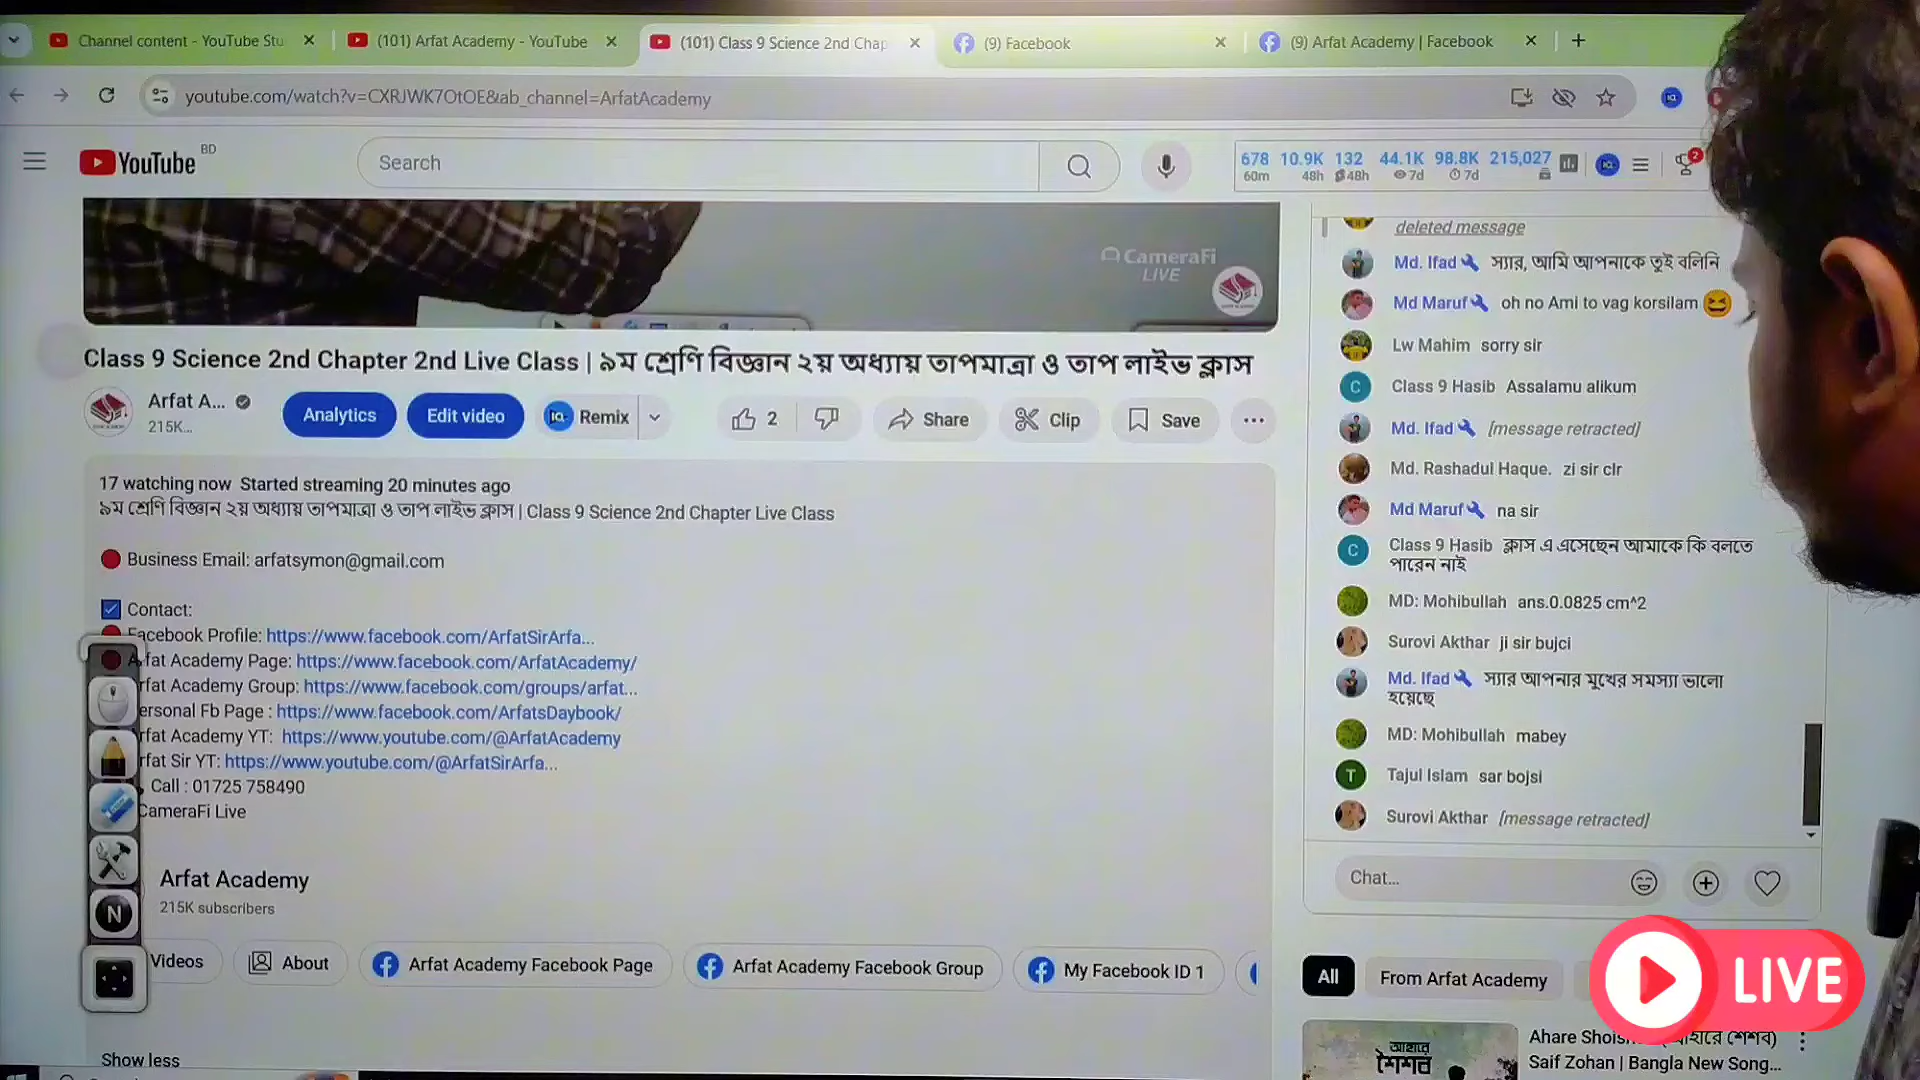 Channel content - YouTube Stu
(101) Arfat Academy - YouTube
(101) Class 9 Science 2nd Chap
(9) Facebook
(9) Arfat Academy | Facebook
youtube.com/watch?v=CXRJWK7OtOE&ab_channel=ArfatAcademy
YouTube BD
Search
678 10.9K 132 44.1K 98.8K 215,027
60m 48h 48h 7d 7d
2
CameraFi
LIVE
Class 9 Science 2nd Chapter 2nd Live Class | ৯ম শ্রেণি বিজ্ঞান ২য় অধ্যায় তাপমাত্রা ও তাপ লাইভ ক্লাস
Arfat A...
215K...
Analytics
Edit video
Remix
2
Share
Clip
Save
17 watching now Started streaming 20 minutes ago
৯ম শ্রেণি বিজ্ঞান ২য় অধ্যায় তাপমাত্রা ও তাপ লাইভ ক্লাস | Class 9 Science 2nd Chapter Live Class
Business Email: arfatsymon@gmail.com
Contact:
Facebook Profile: https://www.facebook.com/ArfatSirArfa...
Arfat Academy Page: https://www.facebook.com/ArfatAcademy/
rfat Academy Group: https://www.facebook.com/groups/arfat...
ersonal Fb Page : https://www.facebook.com/ArfatsDaybook/
rfat Academy YT: https://www.youtube.com/@ArfatAcademy
rfat Sir YT: https://www.youtube.com/@ArfatSirArfa...
Call : 01725 758490
CameraFi Live
N
Arfat Academy
215K subscribers
Videos
About
Arfat Academy Facebook Page
Arfat Academy Facebook Group
My Facebook ID 1
Show less
deleted message
Md. Ifad স্যার, আমি আপনাকে তুই বলিনি
Md Maruf oh no Ami to vag korsilam
Lw Mahim sorry sir
C Class 9 Hasib Assalamu alikum
Md. Ifad [message retracted]
Md. Rashadul Haque. zi sir clr
Md Maruf na sir
C Class 9 Hasib ক্লাস এ এসেছেন আমাকে কি বলতে
পারেন নাই
MD: Mohibullah ans.0.0825 cm^2
Surovi Akthar ji sir bujci
Md. Ifad স্যার আপনার মুখের সমস্যা ভালো
হয়েছে
MD: Mohibullah mabey
T Tajul Islam sar bojsi
Surovi Akthar [message retracted]
Chat...
All
From Arfat Academy
LIVE
আহারে
শৈশব
Ahare
Saif Zohan | Bangla New Song...